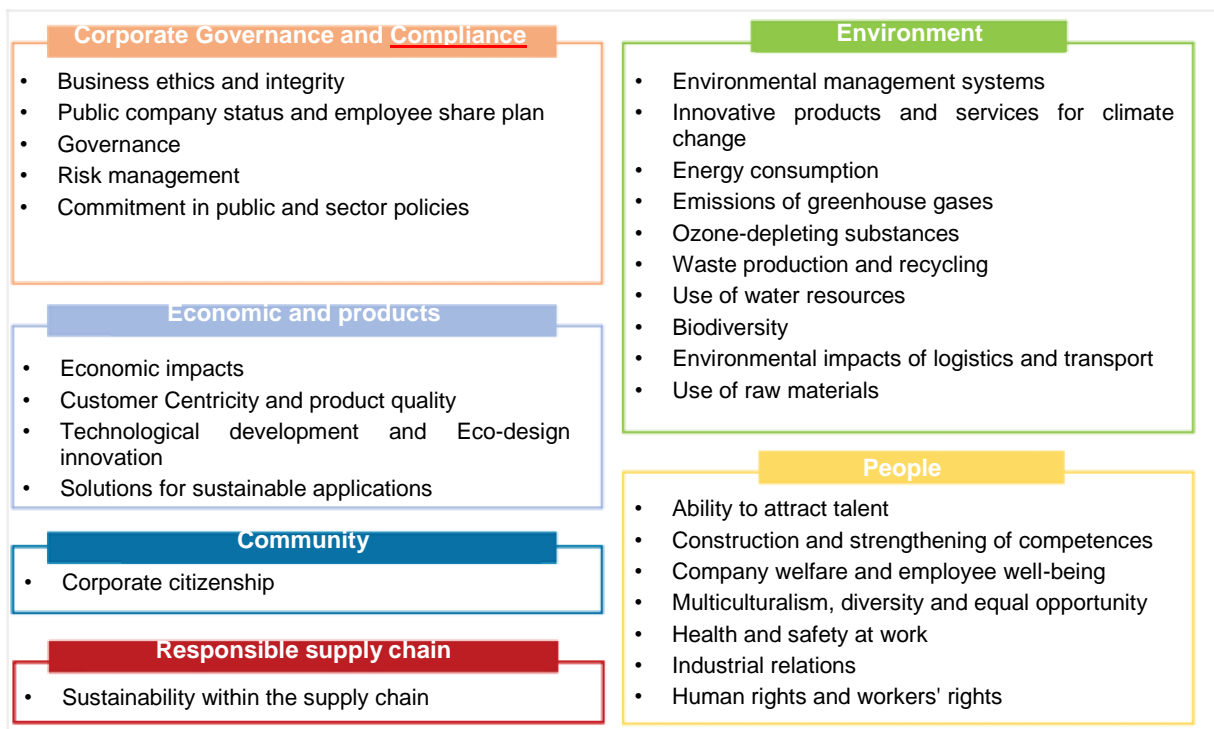 Corporate Governance and Compliance
• Business ethics and integrity
• Public company status and employee share plan
• Governance
• Risk management
• Commitment in public and sector policies
Economic and products
• Economic impacts
• Customer Centricity and product quality
• Technological development and Eco-design
innovation
• Solutions for sustainable applications
Community
• Corporate citizenship
Responsible supply chain
• Sustainability within the supply chain
Environment
• Environmental management systems
• Innovative products and services for climate
change
• Energy consumption
• Emissions of greenhouse gases
• Ozone-depleting substances
• Waste production and recycling
• Use of water resources
• Biodiversity
• Environmental impacts of logistics and transport
• Use of raw materials
People
• Ability to attract talent
• Construction and strengthening of competences
• Company welfare and employee well-being
• Multiculturalism, diversity and equal opportunity
• Health and safety at work
• Industrial relations
• Human rights and workers' rights